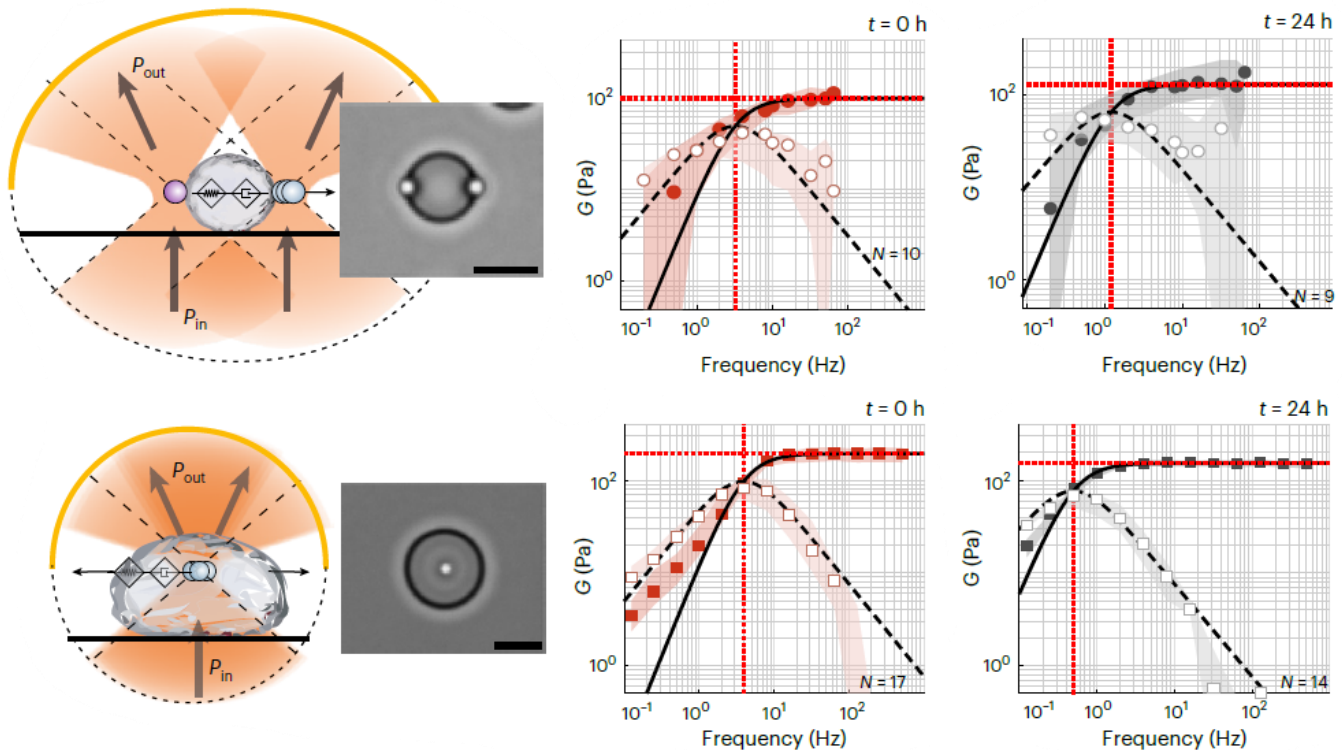 P_out
P_in
t = 0 h
G (Pa)
10^2
10^0
N = 10
10^-1 10^0 10^1 10^2
Frequency (Hz)
t = 24 h
G (Pa)
10^2
10^0
N = 9
10^-1 10^0 10^1 10^2
Frequency (Hz)
P_out
P_in
t = 0 h
G (Pa)
10^2
10^0
N = 17
10^-1 10^0 10^1 10^2
Frequency (Hz)
t = 24 h
G (Pa)
10^2
10^0
N = 14
10^-1 10^0 10^1 10^2
Frequency (Hz)